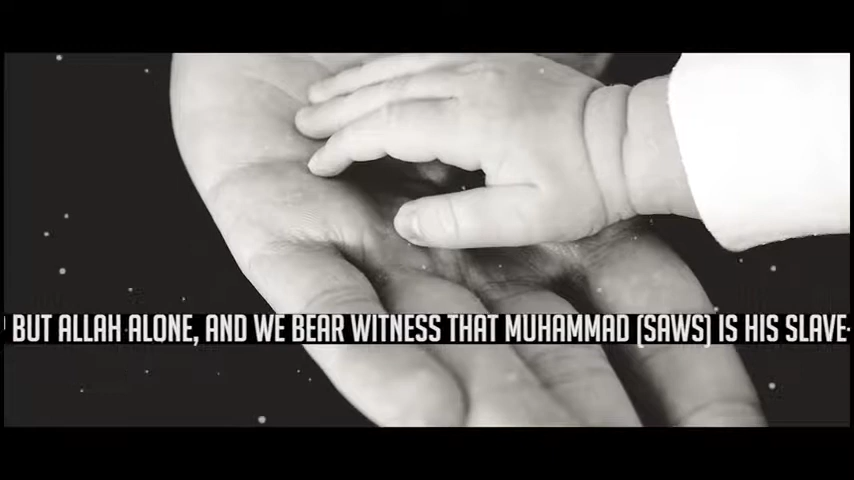 BUT ALLAH ALONE, AND WE BEAR WITNESS THAT MUHAMMAD (SAWS) IS HIS SLAVE